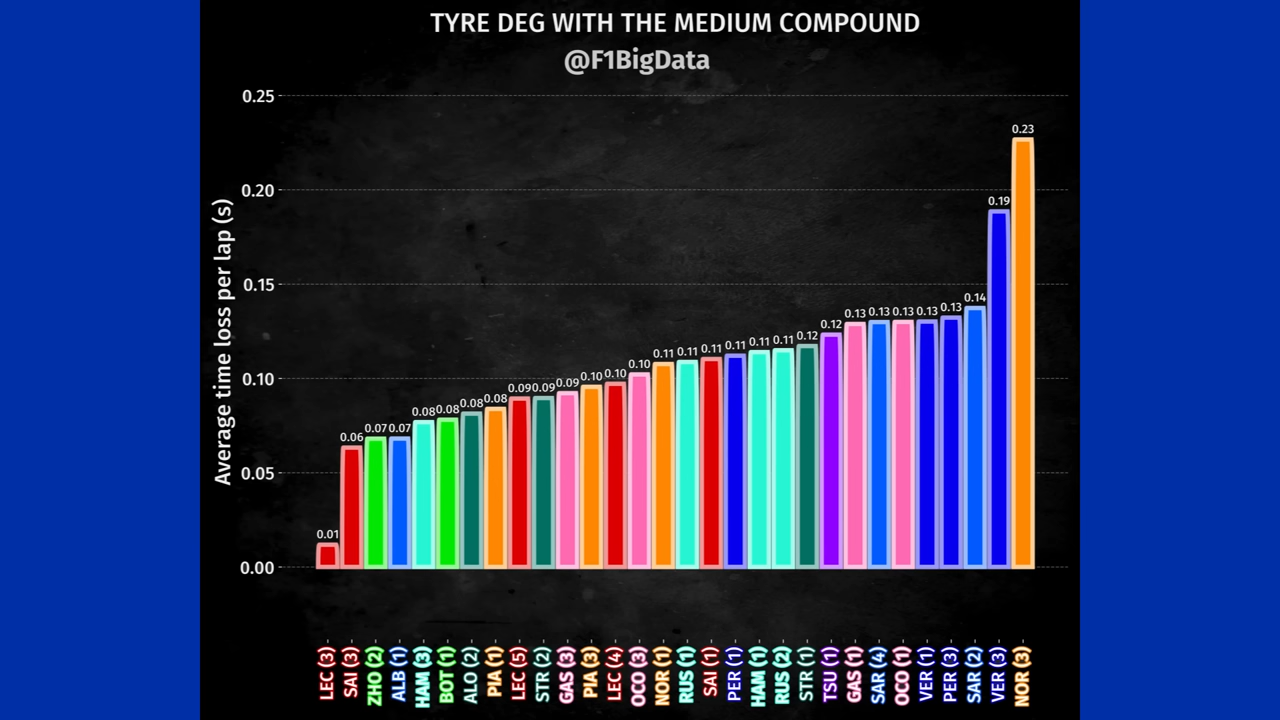 TYRE DEG WITH THE MEDIUM COMPOUND
@F1BigData
Average time loss per lap (s)
0.25
0.20
0.15
0.10
0.05
0.00
0.01
0.06
0.07
0.07
0.08
0.08
0.08
0.08
0.09
0.09
0.09
0.10
0.10
0.10
0.11
0.11
0.11
0.11
0.11
0.11
0.12
0.12
0.13
0.13
0.13
0.13
0.13
0.14
0.19
0.23
LEC (3)
SAI (3)
ZHO (2)
ALB (1)
HAM (3)
BOT (1)
ALO (2)
PIA (1)
LEC (5)
STR (2)
GAS (3)
PIA (3)
LEC (4)
OCO (3)
NOR (1)
RUS (1)
SAI (1)
PER (1)
HAM (1)
RUS (2)
STR (1)
TSU (1)
GAS (1)
SAR (4)
OCO (1)
VER (1)
PER (3)
SAR (2)
VER (3)
NOR (3)